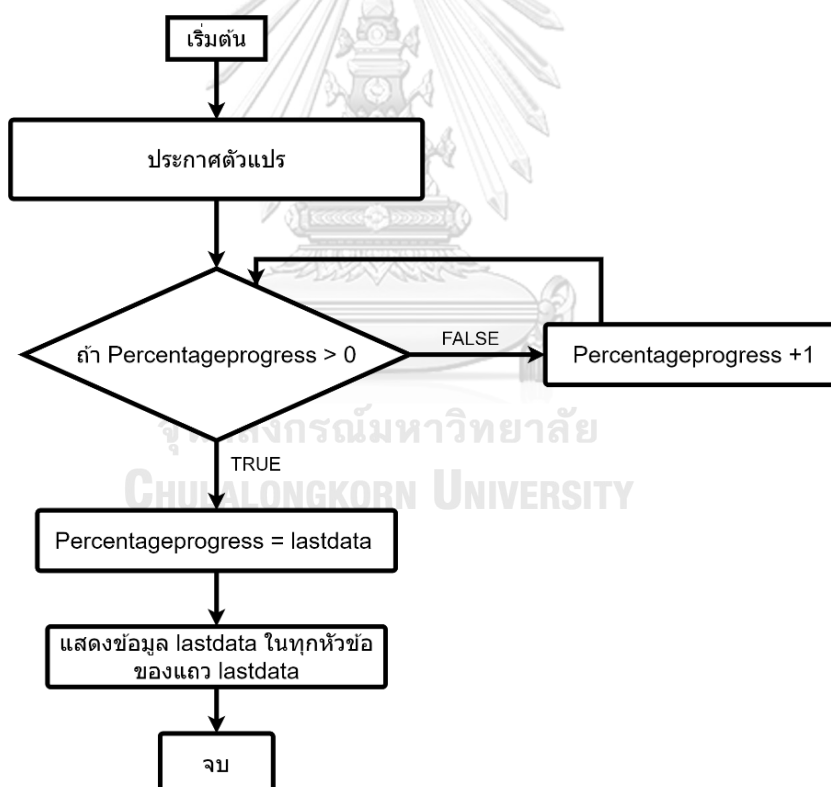 เริ่มต้น
ประกาศตัวแปร
ถ้า Percentageprogress > 0
FALSE
Percentageprogress +1
จุฬาลงกรณ์มหาวิทยาลัย
TRUE
CHULALONGKORN UNIVERSITY
Percentageprogress = lastdata
แสดงข้อมูล lastdata ในทุกหัวข้อ
ของแถว lastdata
จบ